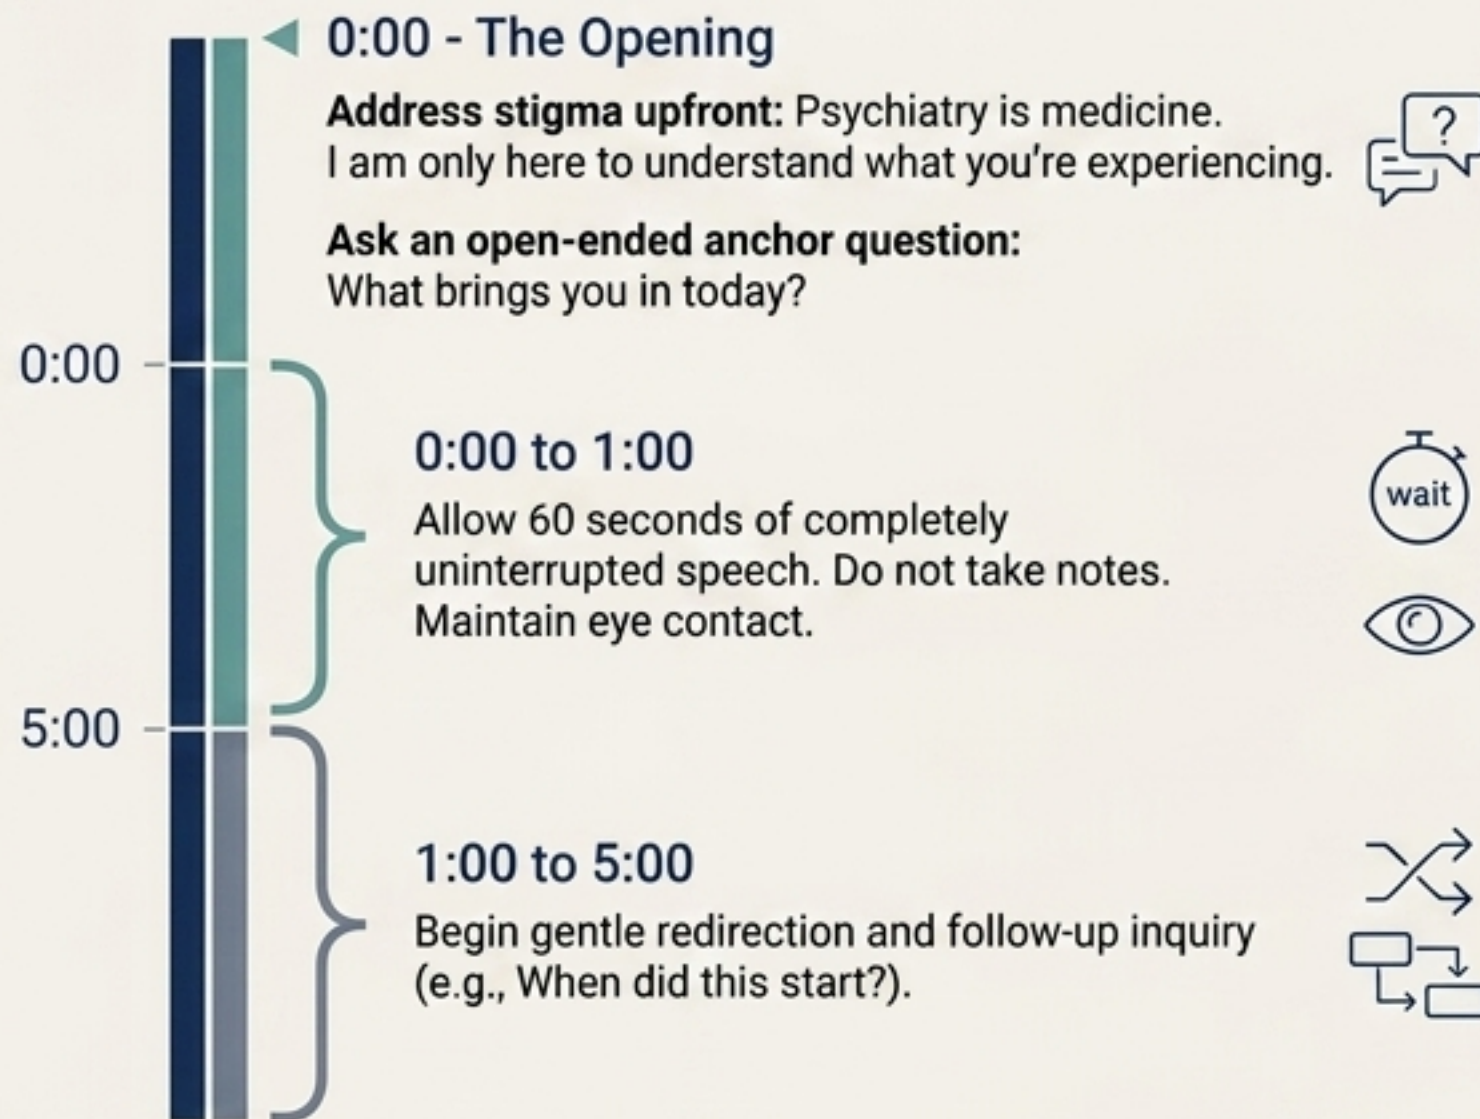 0:00 - The Opening
Address stigma upfront: Psychiatry is medicine.
I am only here to understand what you're experiencing.
?
Ask an open-ended anchor question:
What brings you in today?
0:00
0:00 to 1:00
Allow 60 seconds of completely
uninterrupted speech. Do not take notes.
Maintain eye contact.
wait
5:00
1:00 to 5:00
Begin gentle redirection and follow-up inquiry
(e.g., When did this start?).